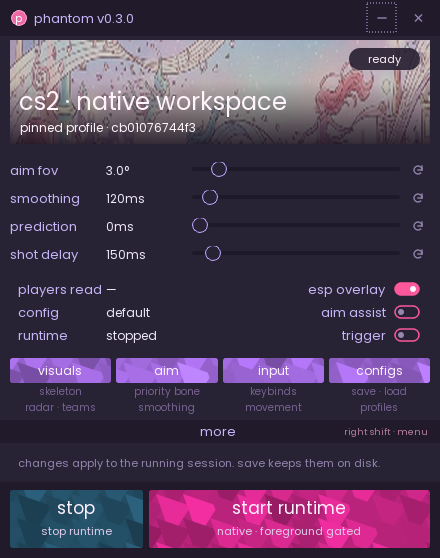 p phantom v0.3.0
ready
cs2 · native workspace
pinned profile · cb01076744f3
aim fov 3.0°
smoothing 120ms
prediction 0ms
shot delay 150ms
players read — esp overlay
config default aim assist
runtime stopped trigger
visuals aim input configs
skeleton priority bone keybinds save · load
radar · teams smoothing movement profiles
more right shift · menu
changes apply to the running session. save keeps them on disk.
stop start runtime
stop runtime native · foreground gated